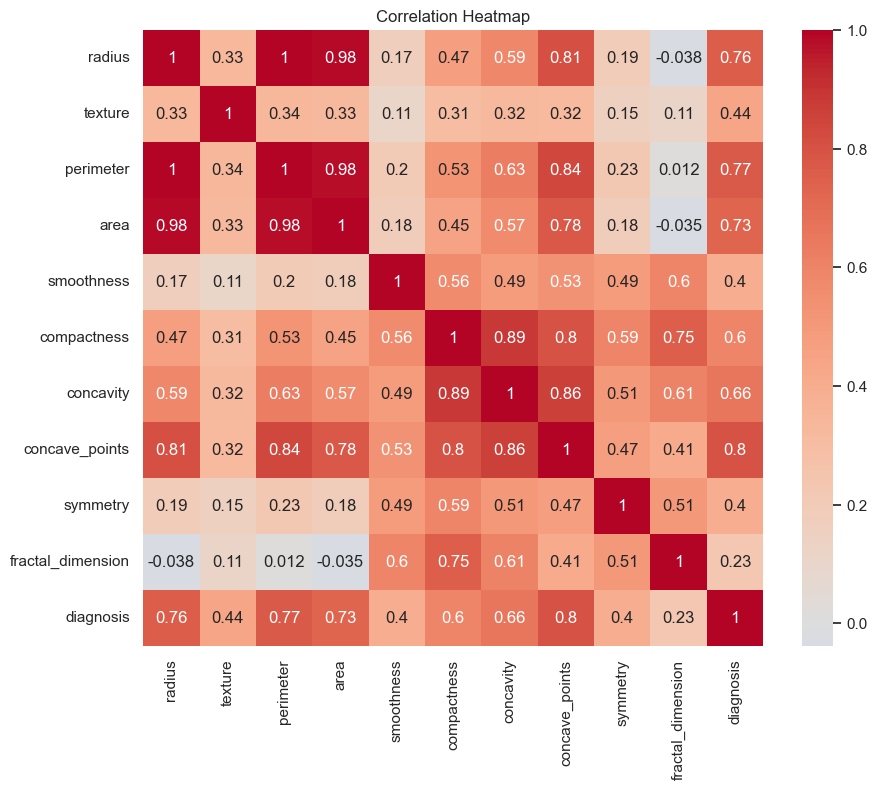 Correlation Heatmap
radius 1 0.33 1 0.98 0.17 0.47 0.59 0.81 0.19 -0.038 0.76
texture 0.33 1 0.34 0.33 0.11 0.31 0.32 0.32 0.15 0.11 0.44
perimeter 1 0.34 1 0.98 0.2 0.53 0.63 0.84 0.23 0.012 0.77
area 0.98 0.33 0.98 1 0.18 0.45 0.57 0.78 0.18 -0.035 0.73
smoothness 0.17 0.11 0.2 0.18 1 0.56 0.49 0.53 0.49 0.6 0.4
compactness 0.47 0.31 0.53 0.45 0.56 1 0.89 0.8 0.59 0.75 0.6
concavity 0.59 0.32 0.63 0.57 0.49 0.89 1 0.86 0.51 0.61 0.66
concave_points 0.81 0.32 0.84 0.78 0.53 0.8 0.86 1 0.47 0.41 0.8
symmetry 0.19 0.15 0.23 0.18 0.49 0.59 0.51 0.47 1 0.51 0.4
fractal_dimension -0.038 0.11 0.012 -0.035 0.6 0.75 0.61 0.41 0.51 1 0.23
diagnosis 0.76 0.44 0.77 0.73 0.4 0.6 0.66 0.8 0.4 0.23 1
radius texture perimeter area smoothness compactness concavity concave_points symmetry fractal_dimension diagnosis
1.0
0.8
0.6
0.4
0.2
0.0